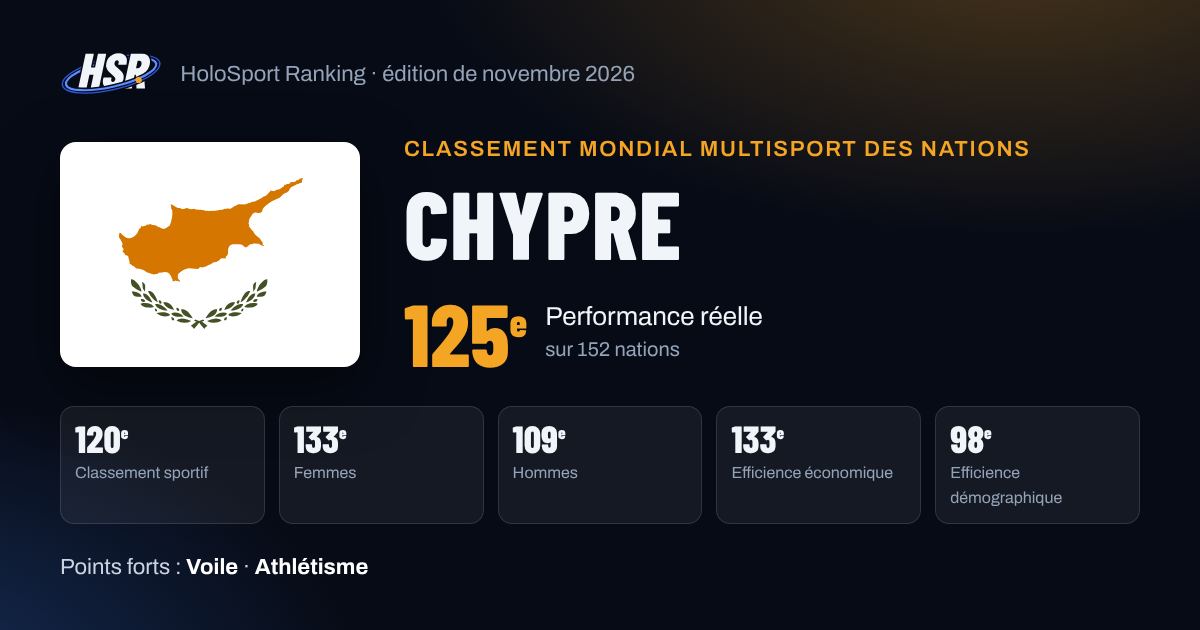 HSR HoloSport Ranking · édition de novembre 2026
CLASSEMENT MONDIAL MULTISPORT DES NATIONS
CHYPRE
125e Performance réelle
sur 152 nations
120e
Classement sportif
133e
Femmes
109e
Hommes
133e
Efficience économique
98e
Efficience
démographique
Points forts : Voile · Athlétisme